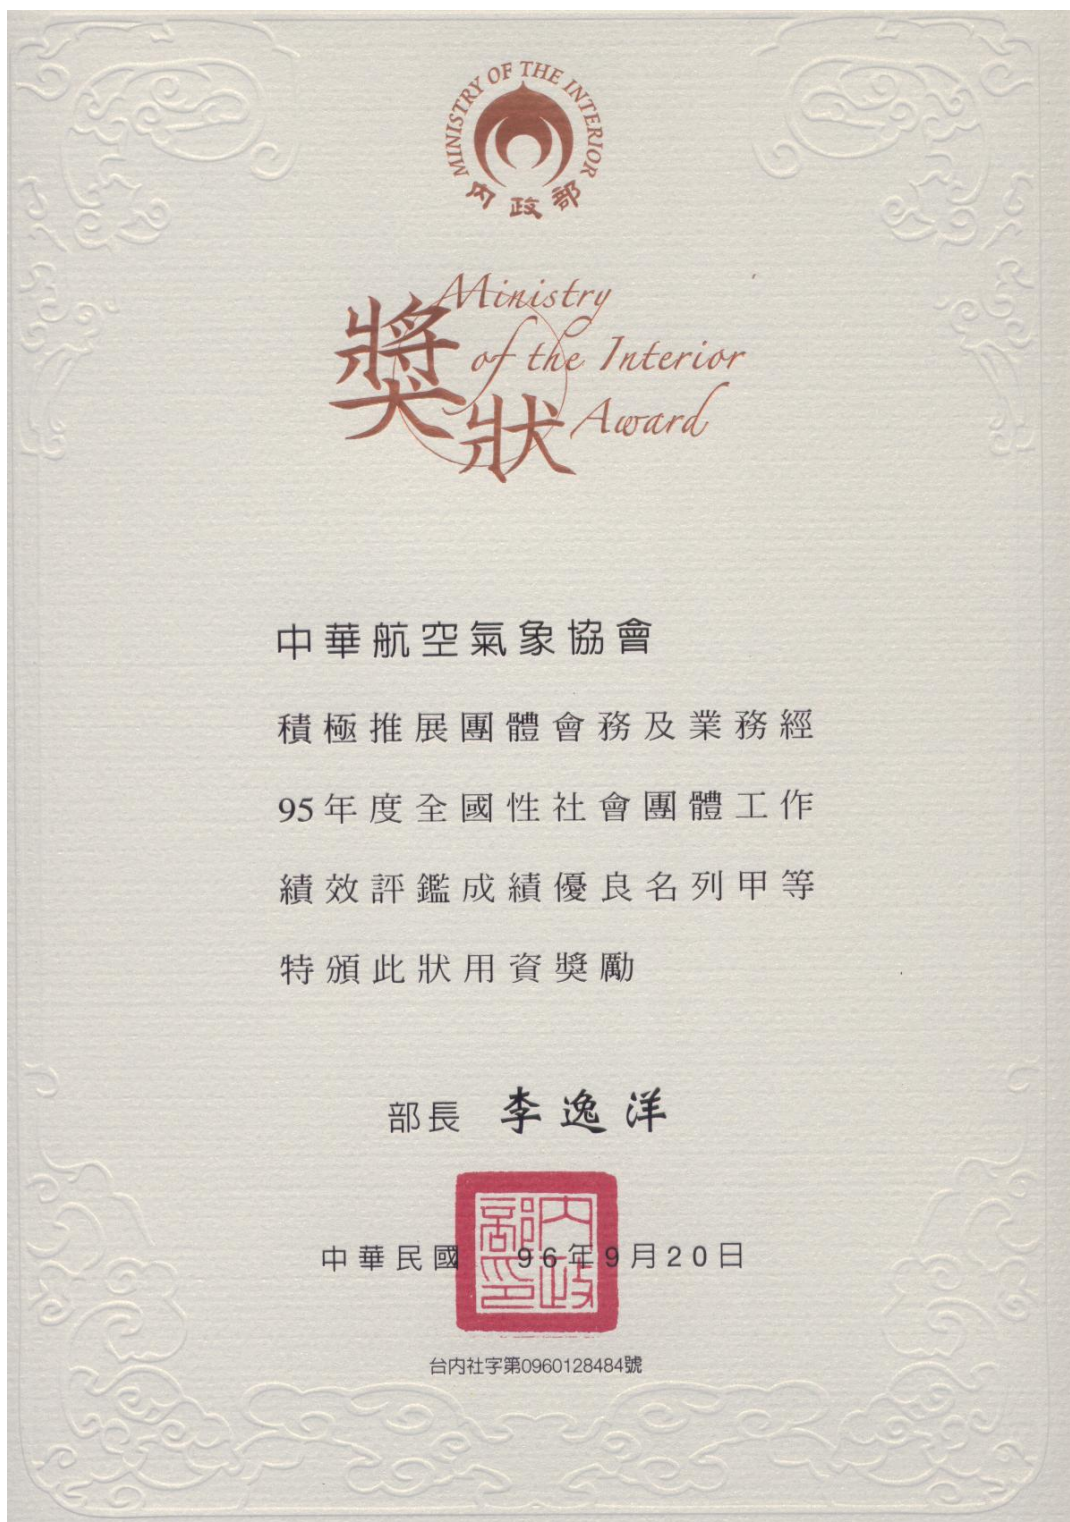 MINISTRY OF THE INTERIOR
內政部
獎狀
Ministry
of the Interior
Award
中華航空氣象協會
積極推展團體會務及業務經
95年度全國性社會團體工作
績效評鑑成績優良名列甲等
特頒此狀用資獎勵
部長 李逸洋
內政部印
中華民國 96年9月20日
台內社字第0960128484號